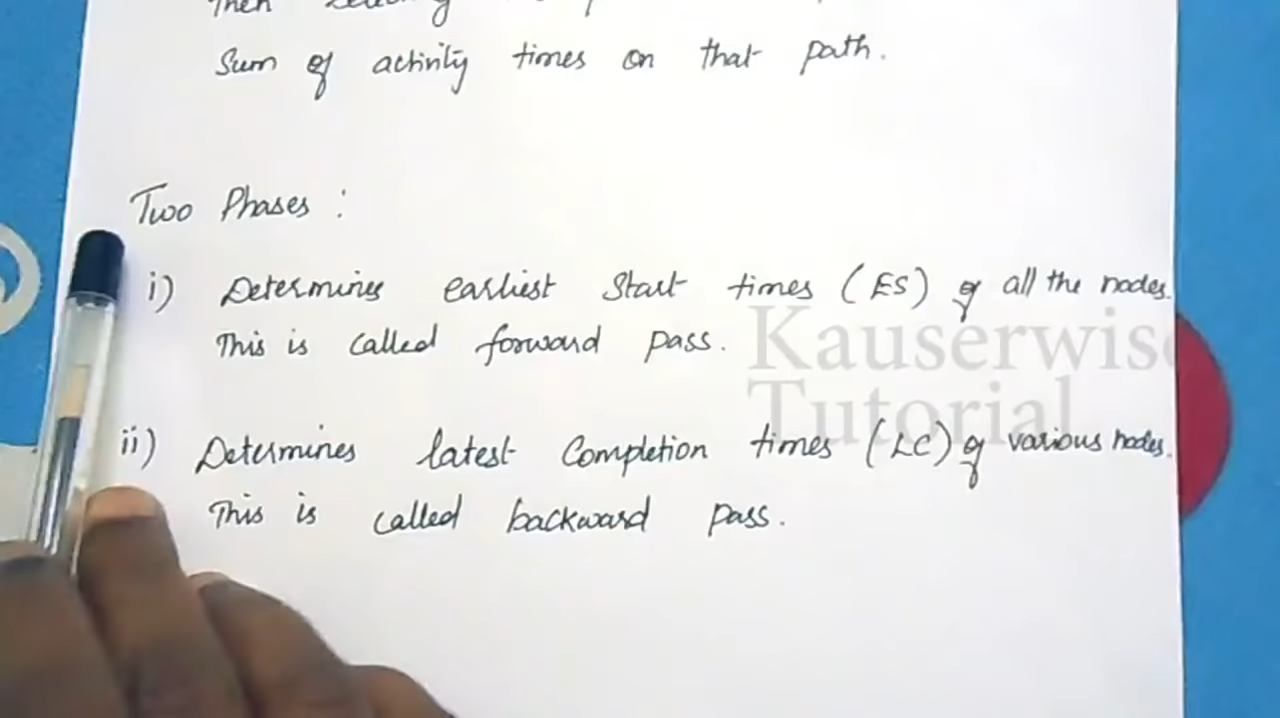 Then
Sum of activity times on that path.
Two Phases :
i) Determines earliest Start times (ES) of all the nodes.
This is called forward pass.
Kauserwise
Tutorial
ii) Determines latest Completion times (LC) of various nodes.
This is called backward pass.